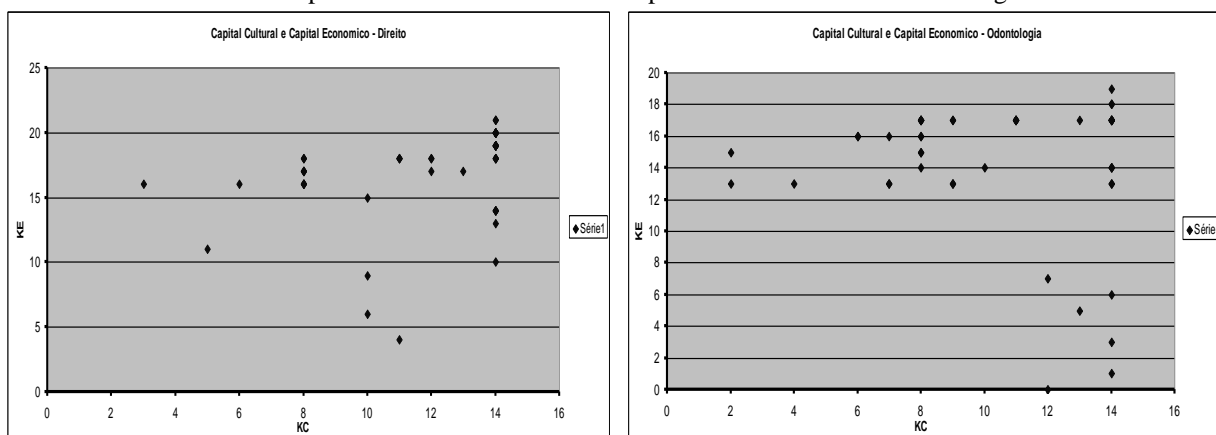 Capital Cultural e Capital Economico - Direito
25
20
15
10
5
0
KE
0 2 4 6 8 10 12 14 16
KC
Série1
Capital Cultural e Capital Economico - Odontologia
20
18
16
14
12
10
8
6
4
2
0
KE
0 2 4 6 8 10 12 14 16
KC
Série